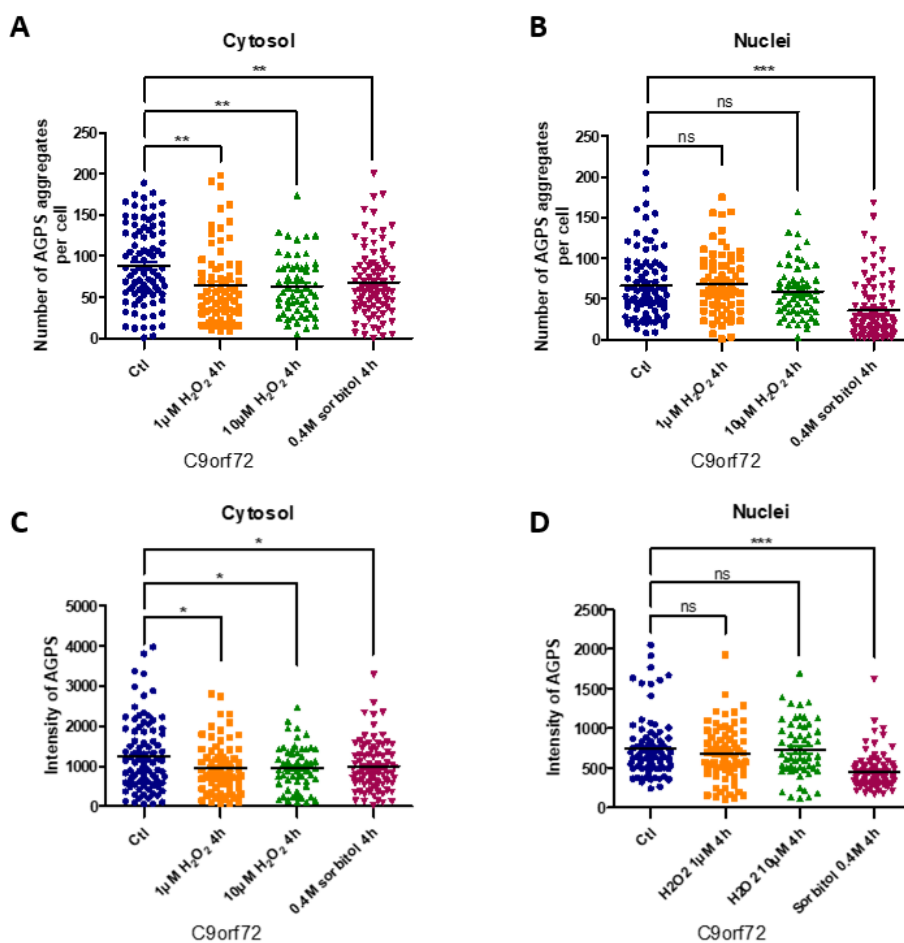 A
Cytosol
**
**
**
Number of AGPS aggregates
per cell
250
200
150
100
50
0
Ctl
1µM H₂O₂ 4h
10µM H₂O₂ 4h
0.4M sorbitol 4h
C9orf72
B
Nuclei
***
ns
ns
Number of AGPS aggregates
per cell
250
200
150
100
50
0
Ctl
1µM H₂O₂ 4h
10µM H₂O₂ 4h
0.4M sorbitol 4h
C9orf72
C
Cytosol
*
*
*
Intensity of AGPS
5000
4000
3000
2000
1000
0
Ctl
1µM H₂O₂ 4h
10µM H₂O₂ 4h
0.4M sorbitol 4h
C9orf72
D
Nuclei
***
ns
ns
Intensity of AGPS
2500
2000
1500
1000
500
0
Ctl
H2O2 1µM 4h
H2O2 10µM 4h
Sorbitol 0.4M 4h
C9orf72